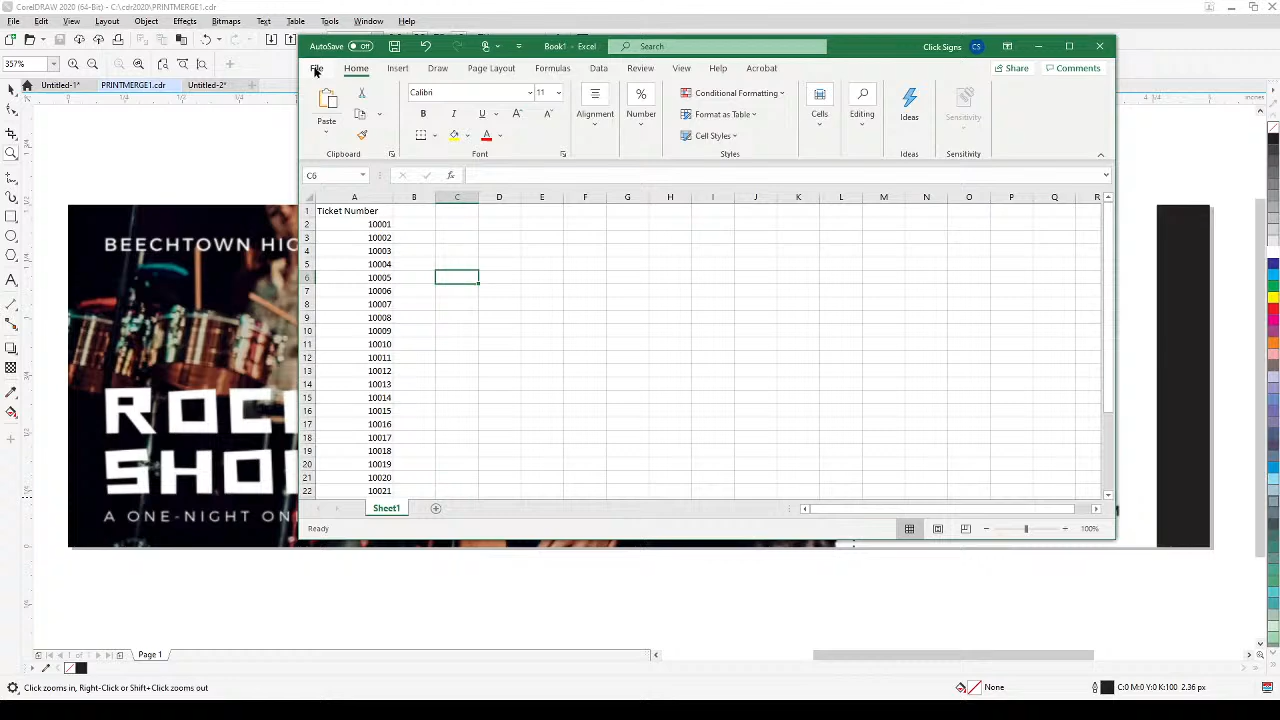 CorelDRAW 2020 (64-Bit) - C:\cdr2020\PRINTMERGE1.cdr
File Edit View Layout Object Effects Bitmaps Text Table Tools Window Help
357%
Untitled-1* PRINTMERGE1.cdr Untitled-2*
AutoSave Off Book1 - Excel Search Click Signs CS
File Home Insert Draw Page Layout Formulas Data Review View Help Acrobat Share Comments
Paste Calibri 11 Alignment Number Conditional Formatting Cells Editing Ideas Sensitivity
Format as Table
Cell Styles
Clipboard Font Styles Ideas Sensitivity
C6 fx
A B C D E F G H I J K L M N O P Q R
1 Ticket Number
2 10001
3 10002
4 10003
5 10004
6 10005
7 10006
8 10007
9 10008
10 10009
11 10010
12 10011
13 10012
14 10013
15 10014
16 10015
17 10016
18 10017
19 10018
20 10019
21 10020
22 10021
Sheet1
Ready 100%
BEECHTOWN HIG
ROC
SHO
A ONE-NIGHT ON
1 of 1 Page 1
Click zooms in, Right-Click or Shift+Click zooms out None C:0 M:0 Y:0 K:100 2.36 px
inches